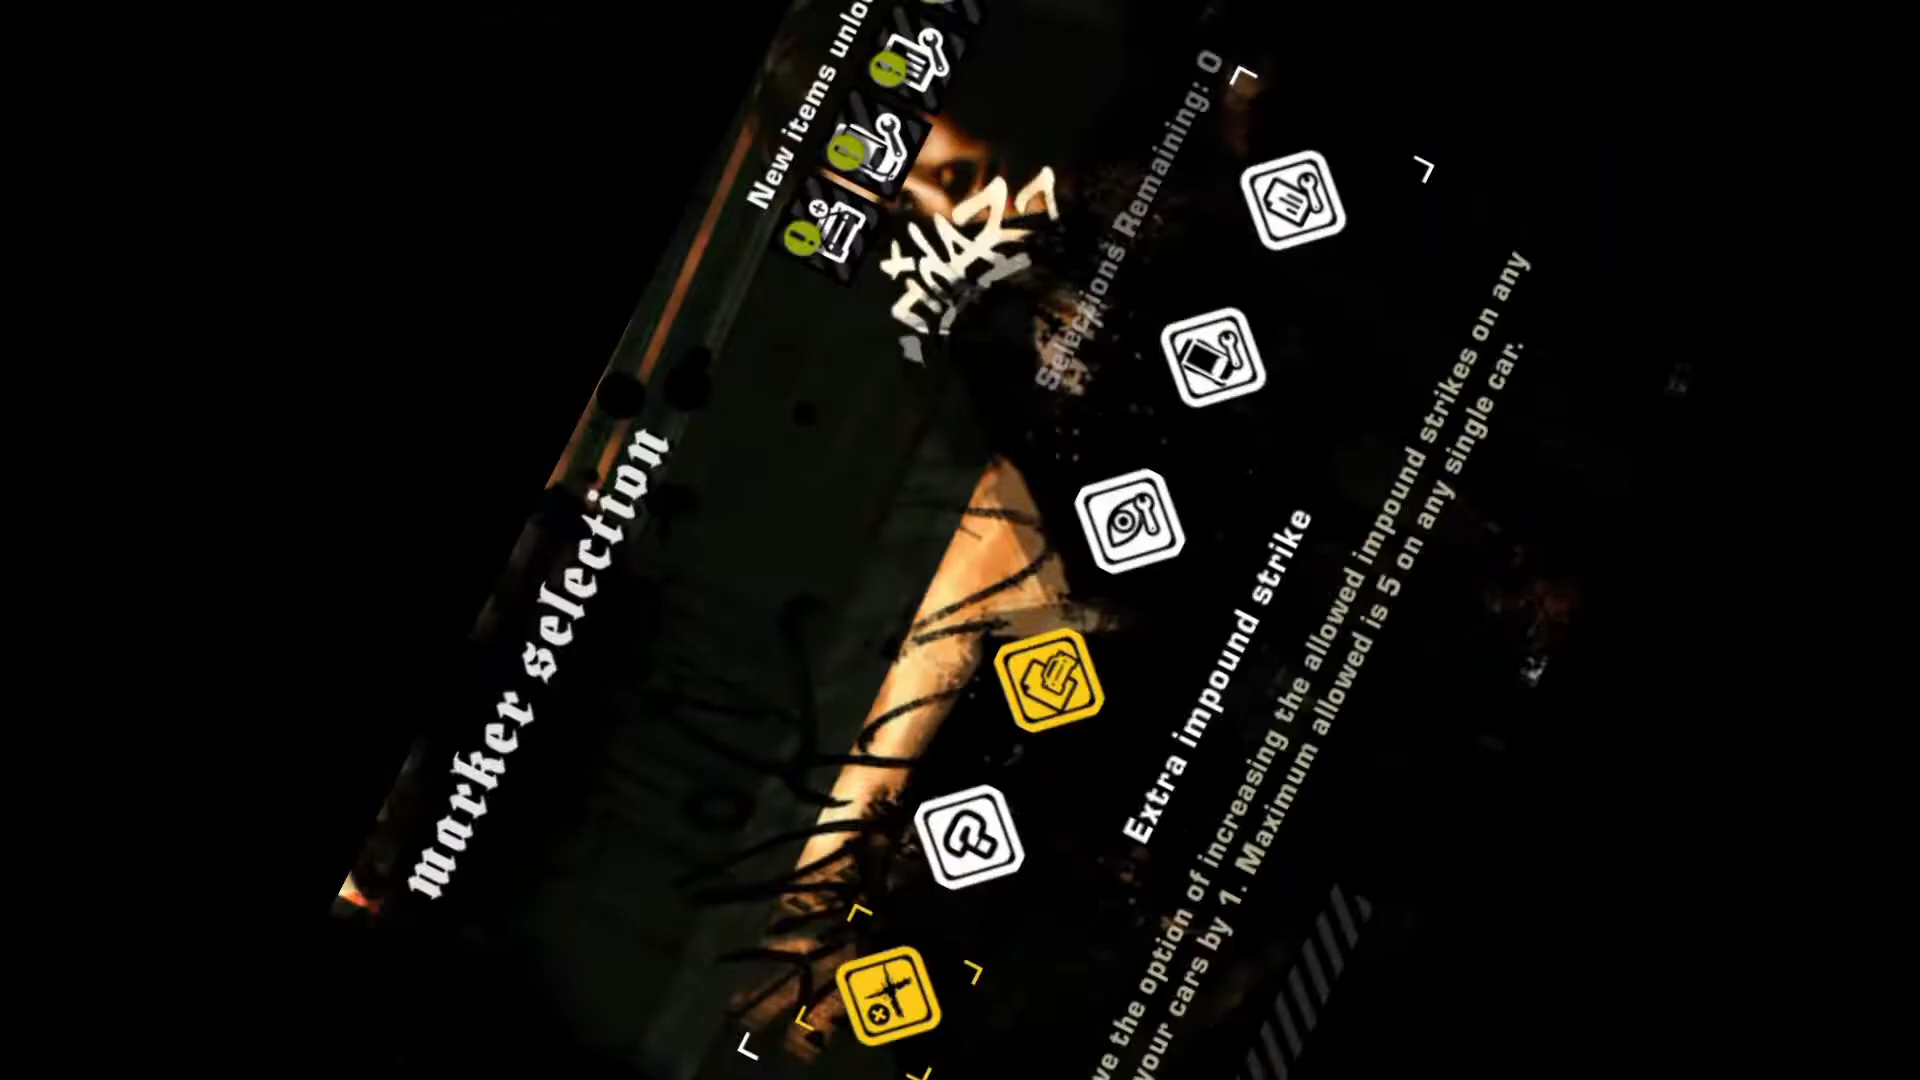 marker selection
New items
Selections Remaining: 0
Extra impound strike
the option of increasing the allowed impound strikes on any
your cars by 1. Maximum allowed is 5 on any single car.